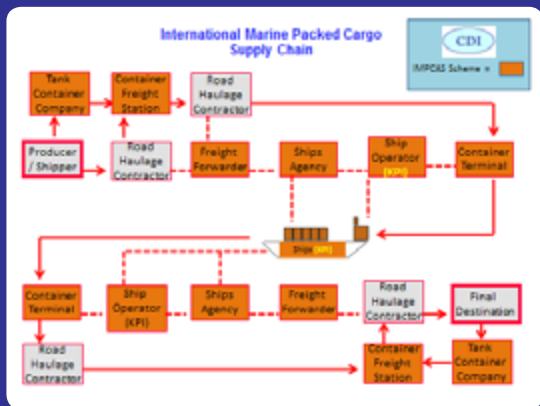 International Marine Packed Cargo
Supply Chain
CDI
IMPCAS Scheme =
Tank
Container
Company
Container
Freight
Station
Road
Haulage
Contractor
Producer
/ Shipper
Road
Haulage
Contractor
Freight
Forwarder
Ships
Agency
Ship
Operator
(KPI)
Container
Terminal
Ships (KPI)
Container
Terminal
Ship
Operator
(KPI)
Ships
Agency
Freight
Forwarder
Road
Haulage
Contractor
Final
Destination
Road
Haulage
Contractor
Container
Freight
Station
Tank
Container
Company